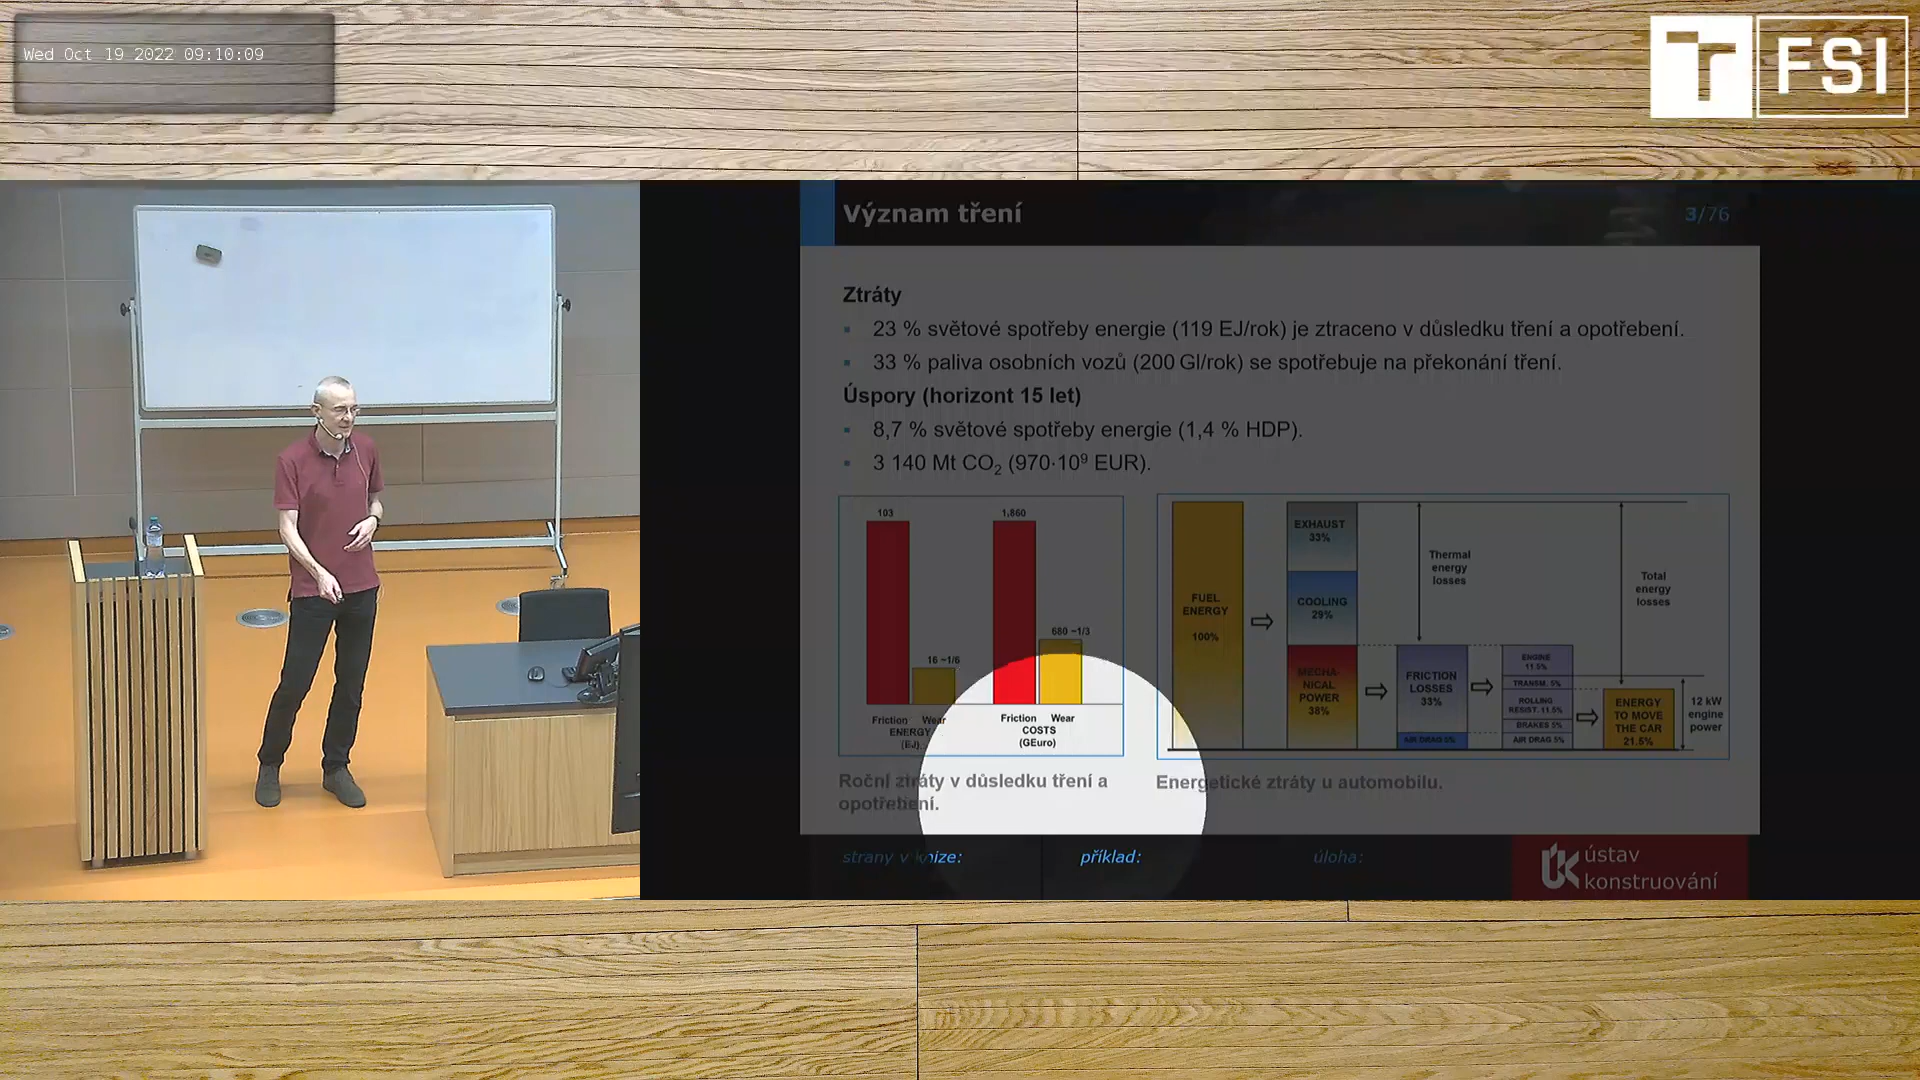 Wed Oct 19 2022 09:10:09
T FSI
Význam tření
3/76
Ztráty
23 % světové spotřeby energie (119 EJ/rok) je ztraceno v důsledku tření a opotřebení.
33 % paliva osobních vozů (200 Gl/rok) se spotřebuje na překonání tření.
Úspory (horizont 15 let)
8,7 % světové spotřeby energie (1,4 % HDP).
3 140 Mt CO₂ (970·10⁹ EUR).
103
1,860
680 ~1/3
16 ~1/6
Friction Wear
ENERGY
(EJ)
Friction Wear
COSTS
(GEuro)
FUEL
ENERGY
100%
EXHAUST
33%
COOLING
29%
MECHA-
NICAL
POWER
38%
Thermal
energy
losses
FRICTION
LOSSES
33%
AIR DRAG 5%
ENGINE
11.5%
TRANSM. 5%
ROLLING
RESIST. 11.5%
BRAKES 5%
AIR DRAG 5%
Total
energy
losses
ENERGY
TO MOVE
THE CAR
21.5%
12 kW
engine
power
Roční ztráty v důsledku tření a
opotřebení.
Energetické ztráty u automobilu.
strany v knize:
příklad:
úloha:
ÚK ústav
konstruování